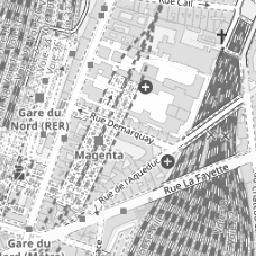 Rue Cail
Gare du
Nord (RER)
Rue Demarquay
Magenta
Rue de l'Aqueduc
Rue La Fayette
Gare du
Nord (Métro)